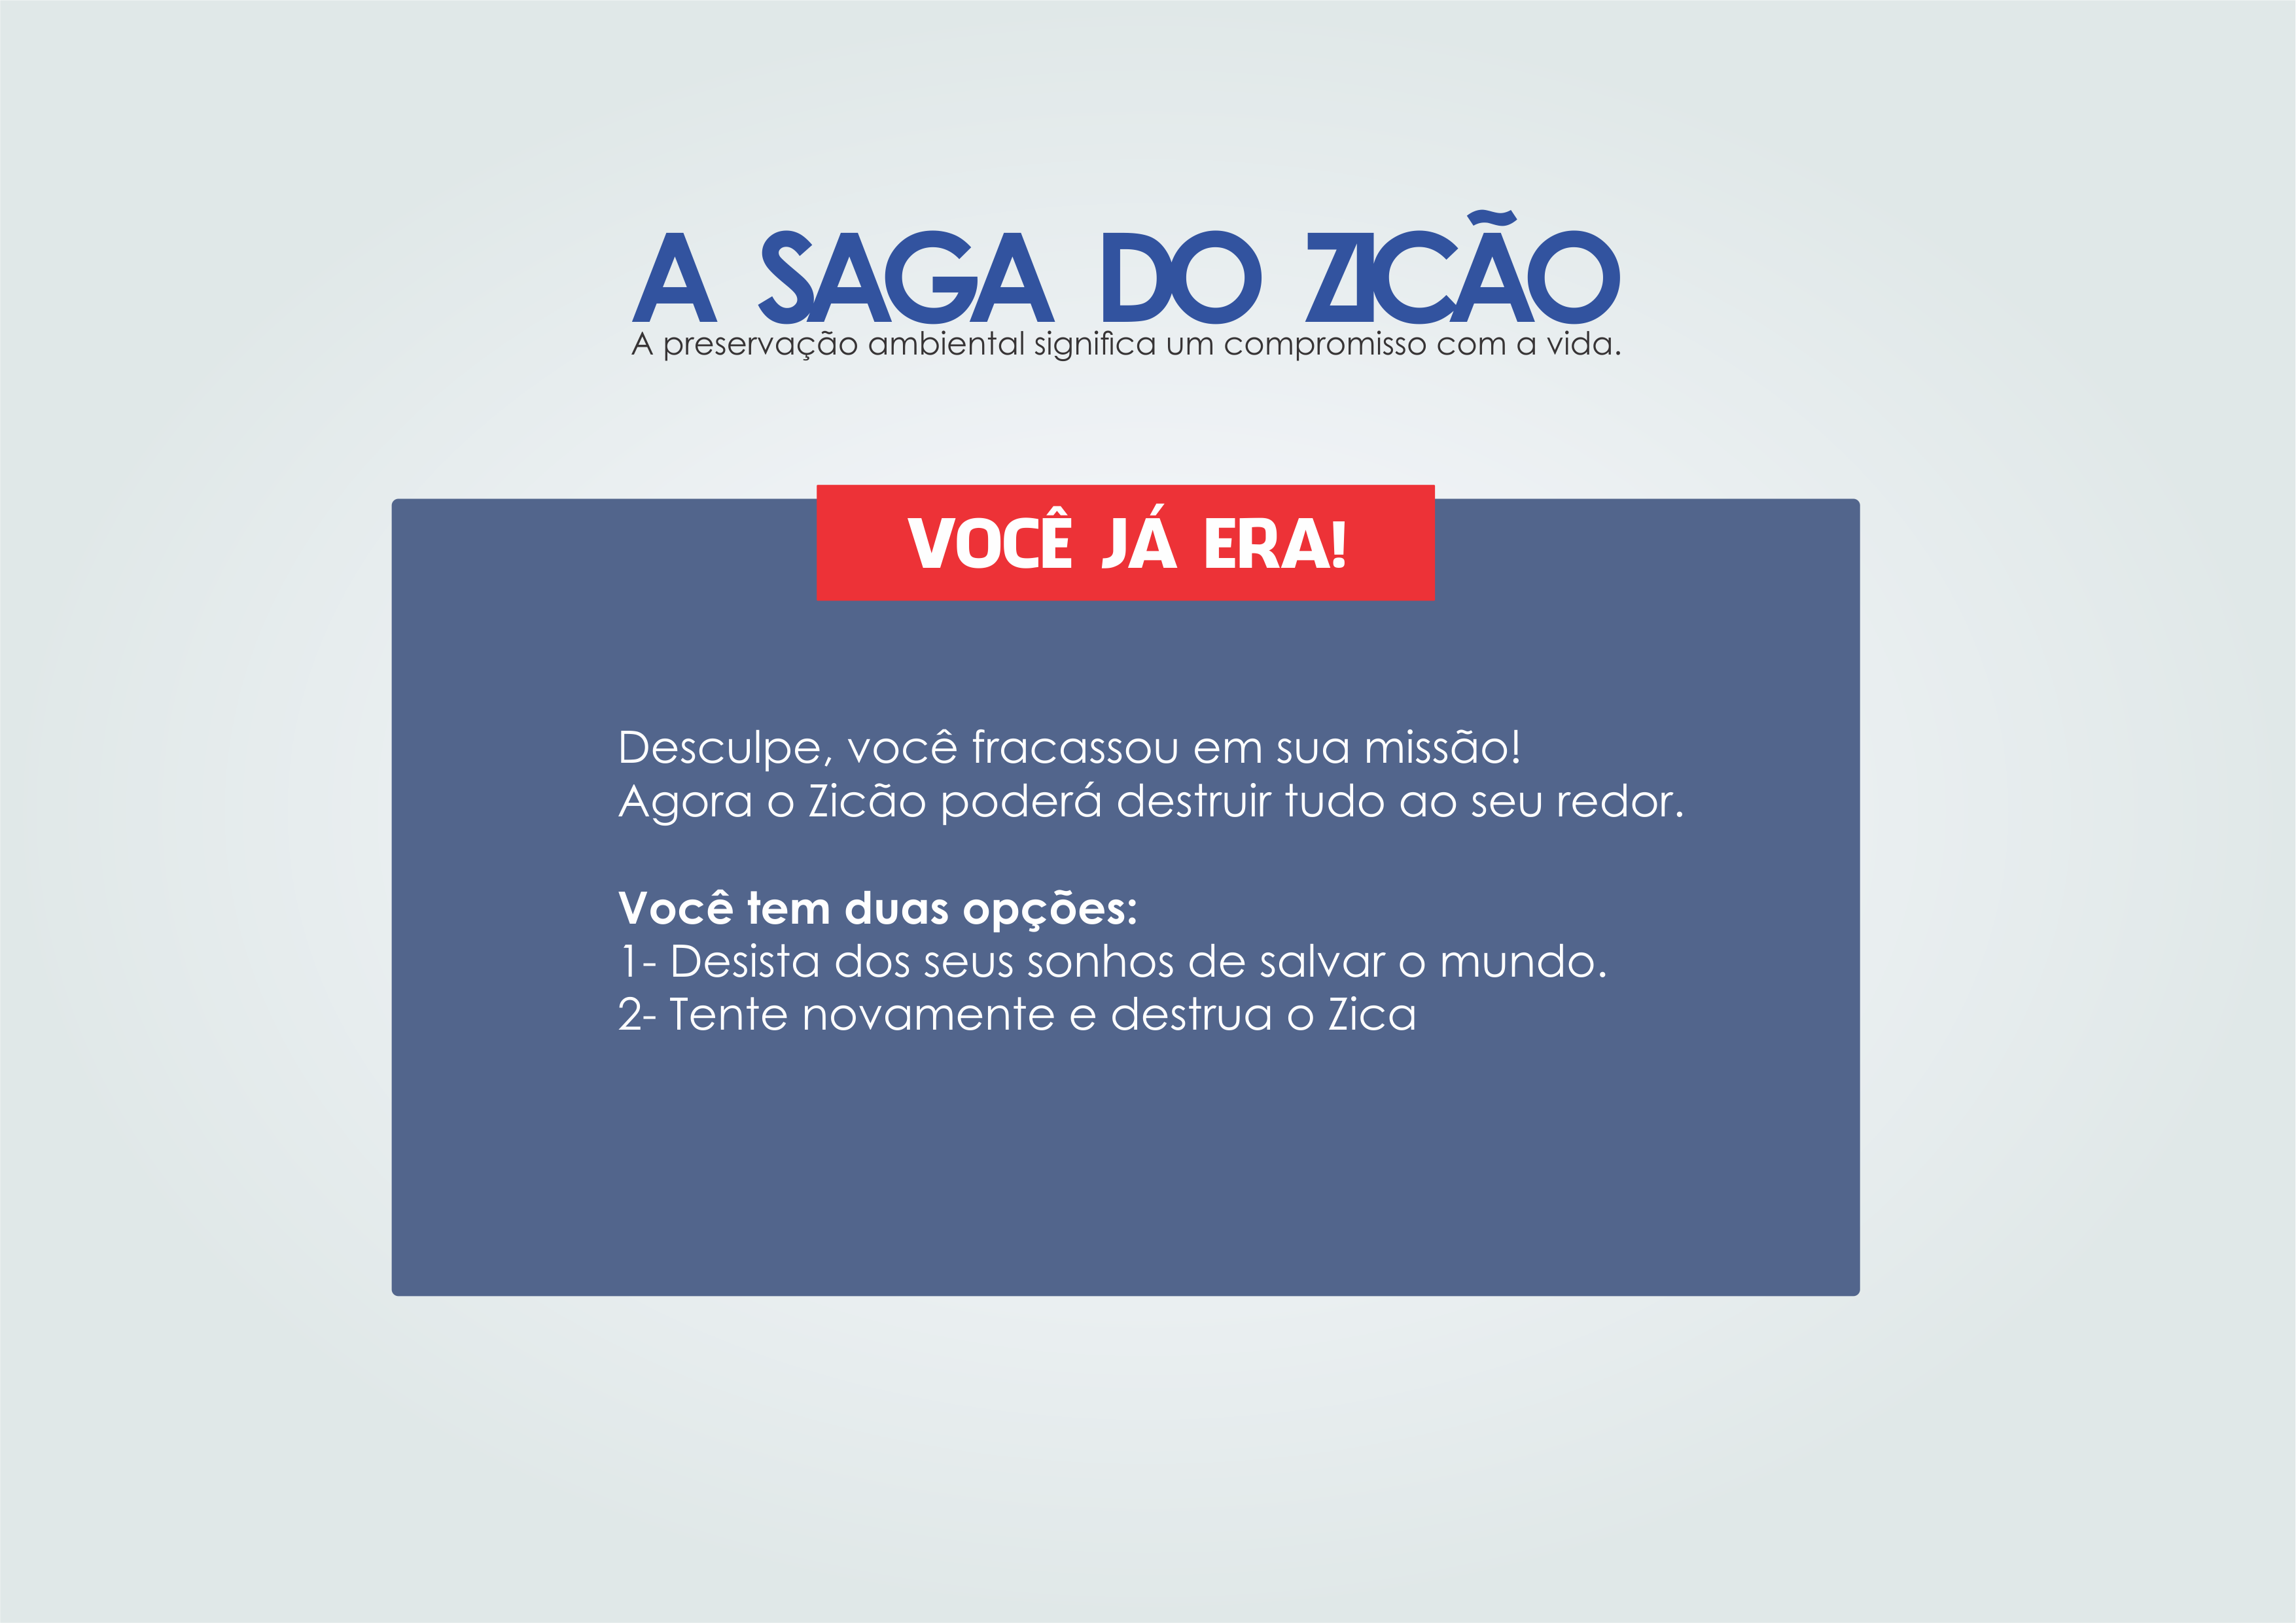 A SAGA DO ZICÃO
A preservação ambiental significa um compromisso com a vida.
VOCÊ JÁ ERA!
Desculpe, você fracassou em sua missão!
Agora o Zicão poderá destruir tudo ao seu redor.
Você tem duas opções:
1- Desista dos seus sonhos de salvar o mundo.
2- Tente novamente e destrua o Zica